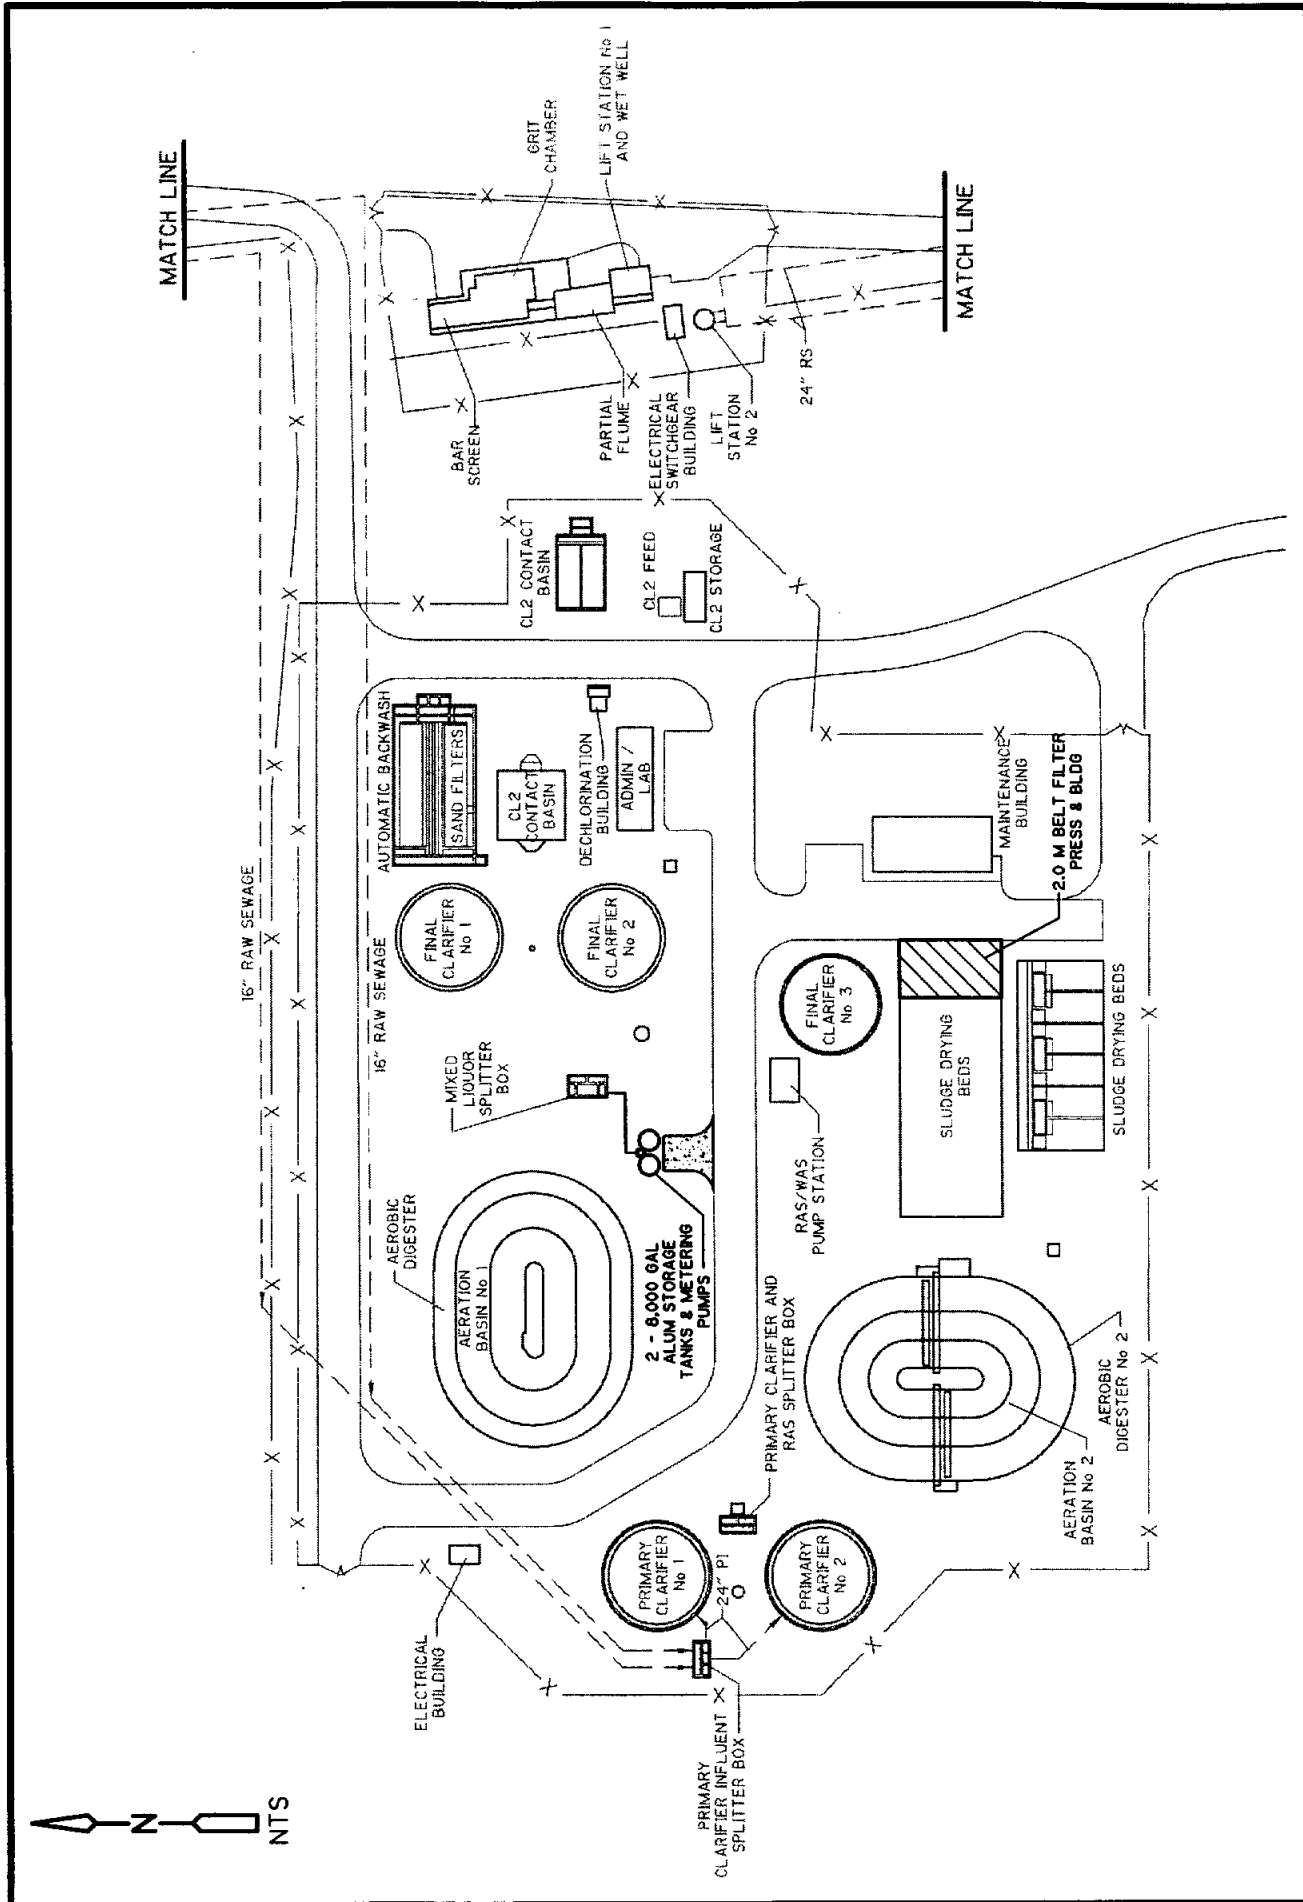 MATCH LINE
GRIT
CHAMBER
LIFT STATION No 1
AND WET WELL
MATCH LINE
BAR
SCREEN
PARTIAL
FLUME
ELECTRICAL
SWITCHGEAR
BUILDING
LIFT
STATION
No 2
24" RS
CL2 CONTACT
BASIN
CL2 FEED
CL2 STORAGE
16" RAW SEWAGE
16" RAW SEWAGE
AUTOMATIC BACKWASH
SAND FILTERS
CL2
CONTACT
BASIN
DECHLORINATION
BUILDING
ADMIN /
LAB
MAINTENANCE
BUILDING
2.0 M BELT FILTER
PRESS & BLDG
FINAL
CLARIFIER
No 1
FINAL
CLARIFIER
No 2
FINAL
CLARIFIER
No 3
MIXED
LIQUOR
SPLITTER
BOX
SLUDGE DRYING
BEDS
SLUDGE DRYING BEDS
RAS/WAS
PUMP STATION
AEROBIC
DIGESTER
AERATION
BASIN No 1
2 - 8,000 GAL
ALUM STORAGE
TANKS & METERING
PUMPS
PRIMARY CLARIFIER AND
RAS SPLITTER BOX
AEROBIC
DIGESTER No 2
AERATION
BASIN No 2
PRIMARY
CLARIFIER
No 1
24" PI
PRIMARY
CLARIFIER
No 2
ELECTRICAL
BUILDING
PRIMARY
CLARIFIER INFLUENT
SPLITTER BOX
N
NTS